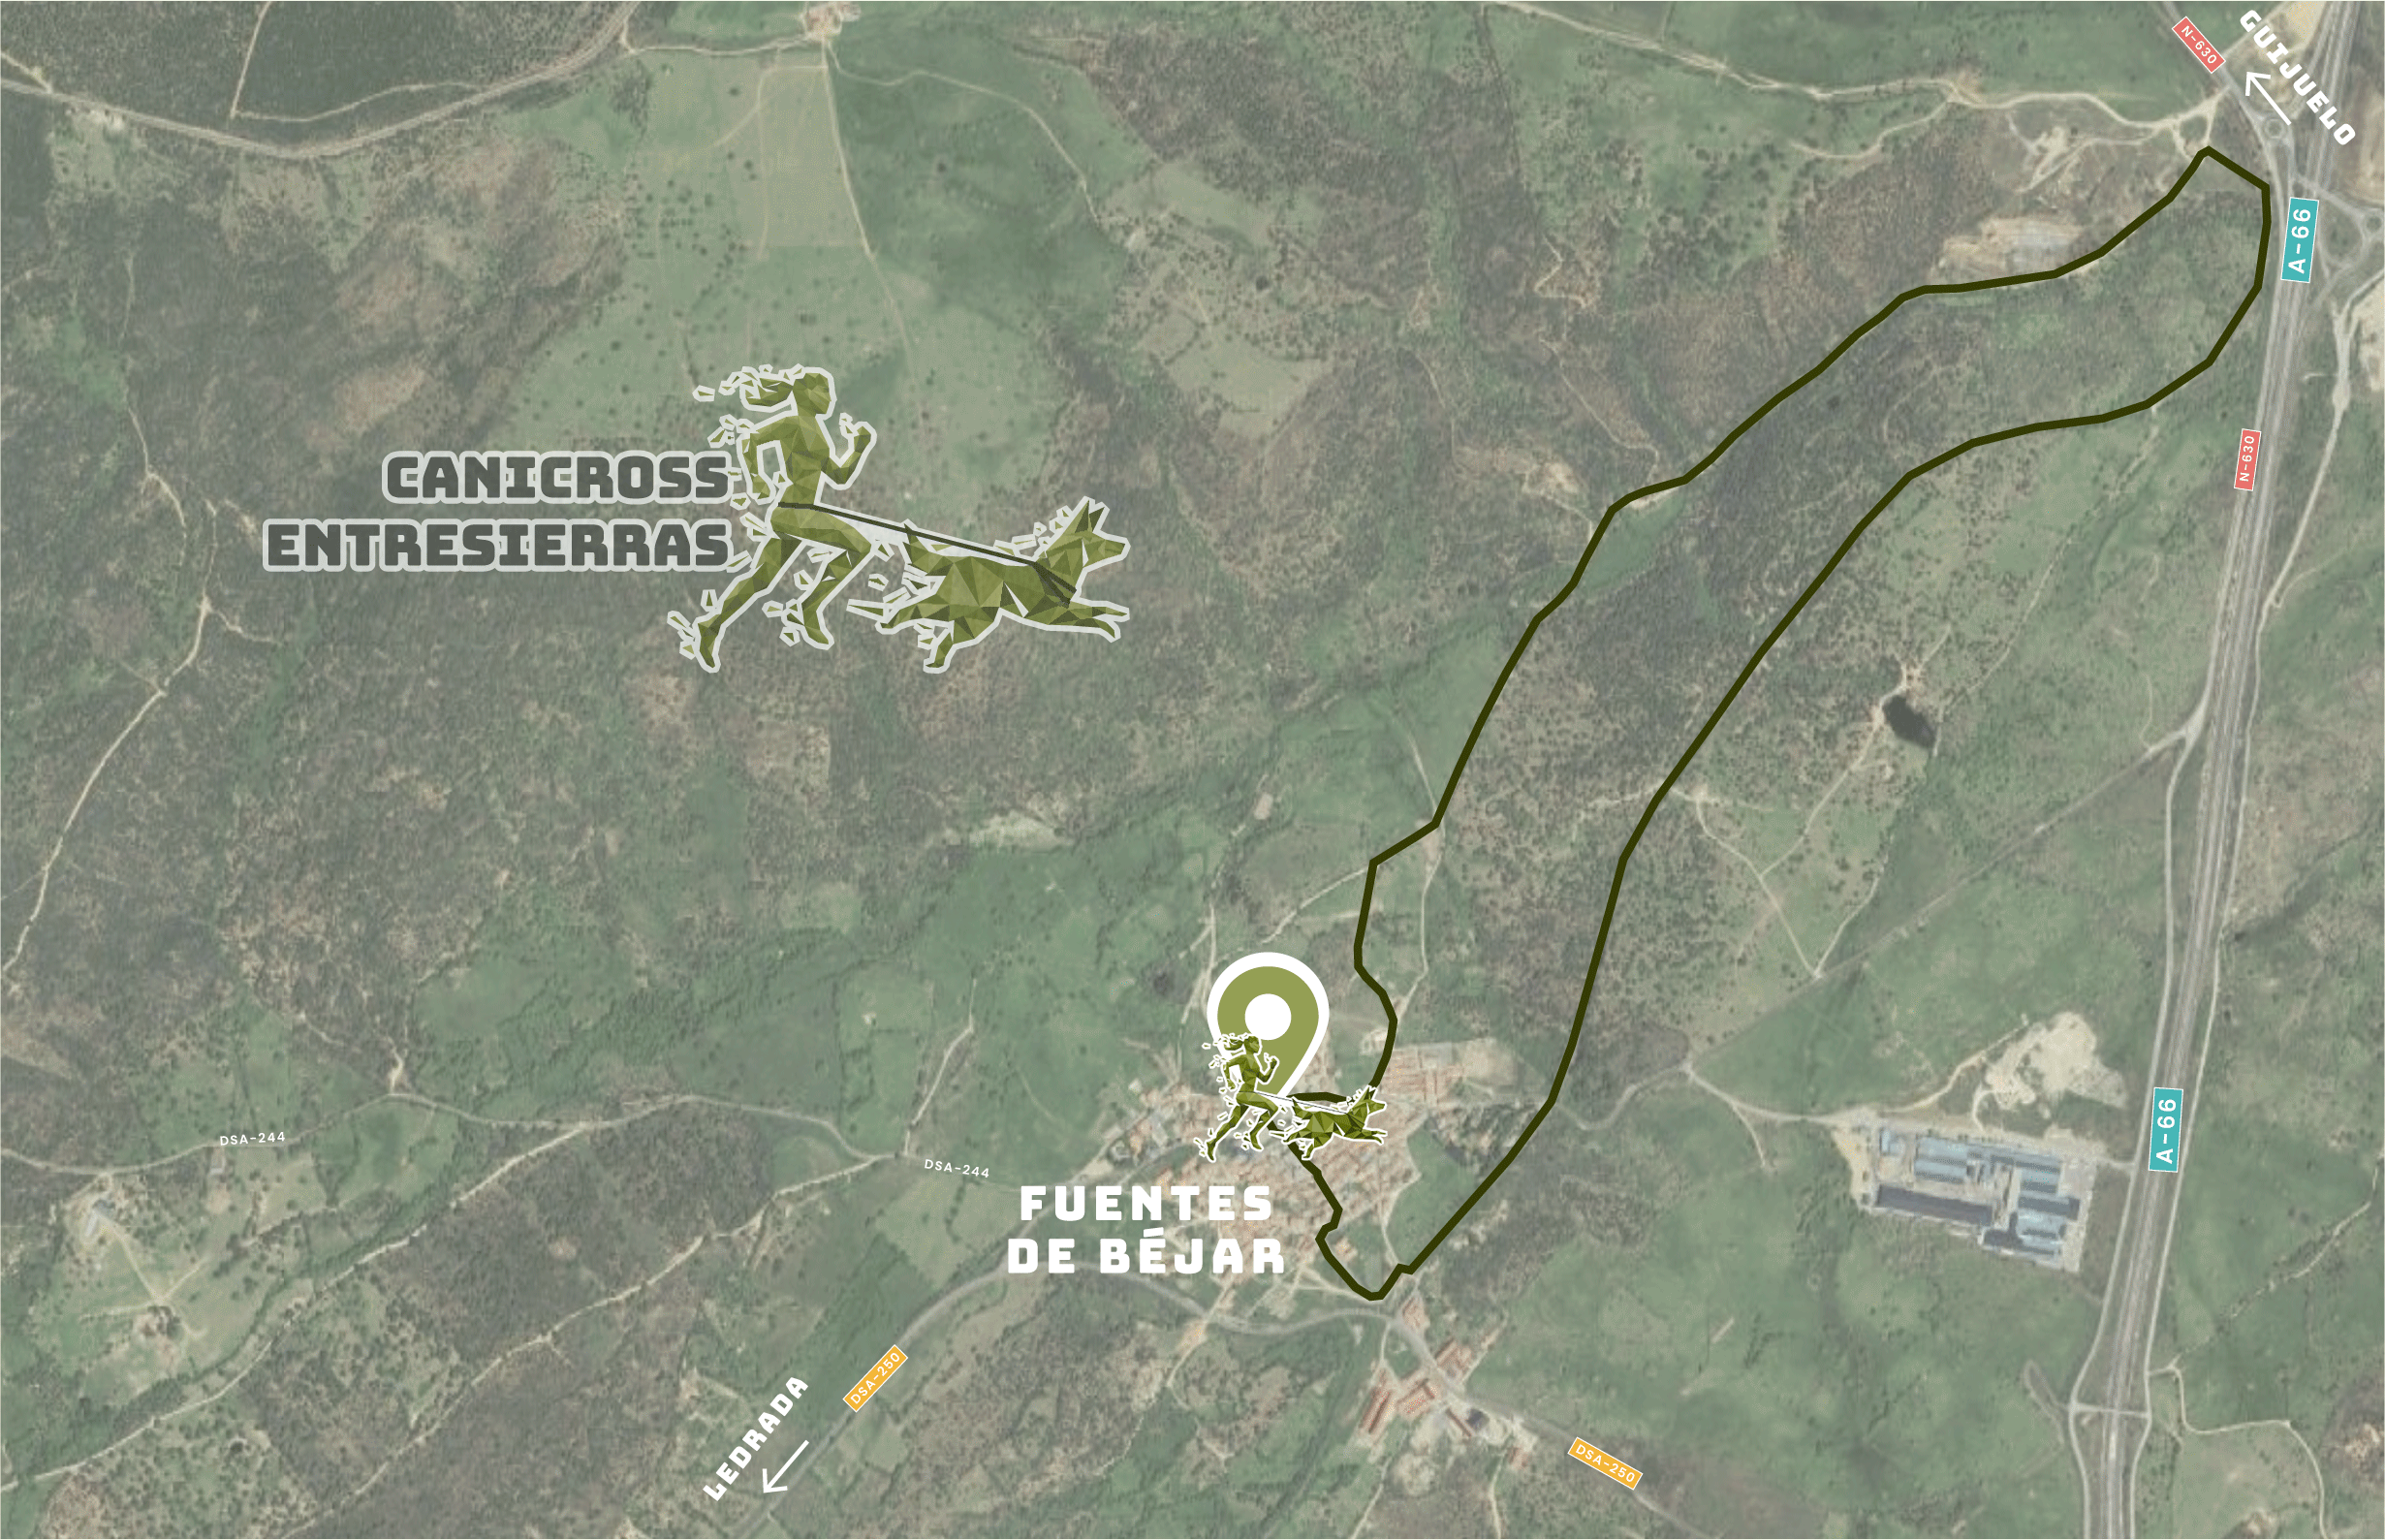 N-630
GUIJUELO
A-66
N-630
CANICROSS
ENTRESIERRAS
A-66
DSA-244
DSA-244
FUENTES
DE BÉJAR
DSA-250
LEDRADA
DSA-250